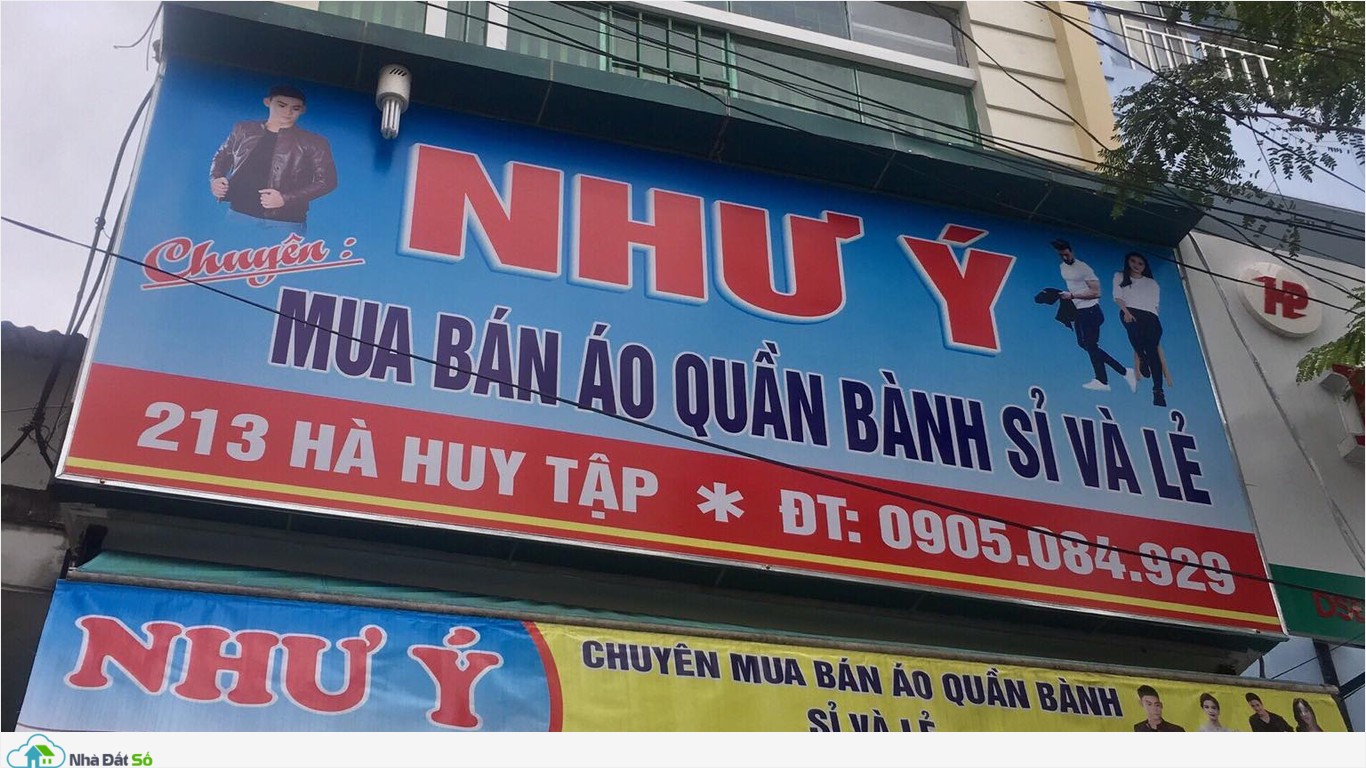 NHƯ Ý
Chuyên :
MUA BÁN ÁO QUẦN BÀNH SỈ VÀ LẺ
213 HÀ HUY TẬP * ĐT: 0905.084.929
NHƯ Ý
CHUYÊN MUA BÁN ÁO QUẦN BÀNH
SỈ VÀ LẺ
Nhà Đất Số